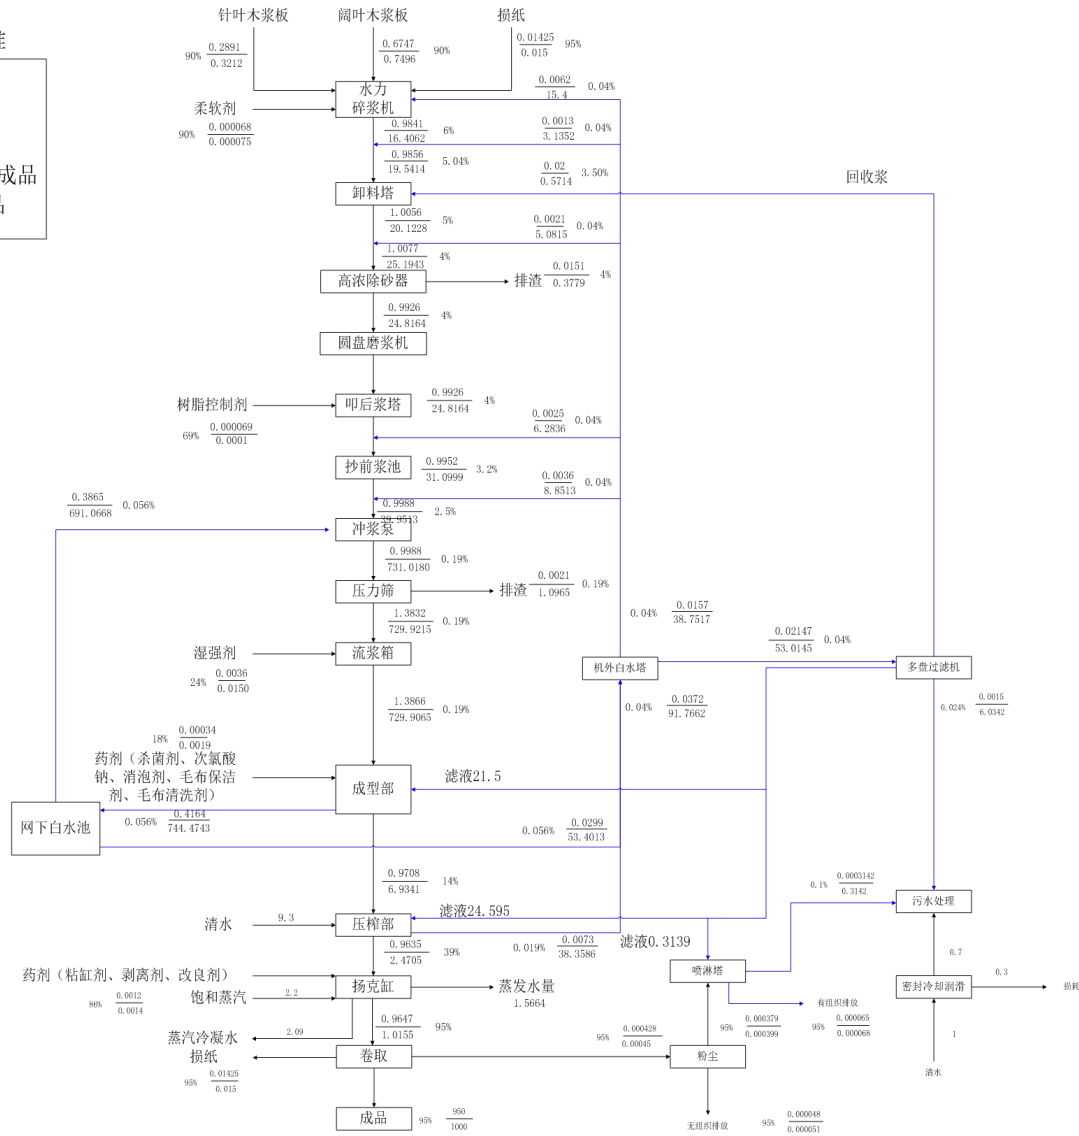 针叶木浆板
阔叶木浆板
损纸
90%
0.2891
0.3212
0.6747
0.7496
90%
0.01425
0.015
95%
成品
水力
碎浆机
0.0062
15.4
0.04%
柔软剂
90%
0.000068
0.000075
0.9841
16.4062
6%
0.0013
3.1352
0.04%
0.9856
19.5414
5.04%
0.02
0.5714
3.50%
回收浆
卸料塔
1.0056
20.1228
5%
0.0021
5.0815
0.04%
1.0077
25.1943
4%
高浓除砂器
排渣
0.0151
0.3779
4%
0.9926
24.8164
4%
圆盘磨浆机
树脂控制剂
69%
0.000069
0.0001
叩后浆塔
0.9926
24.8164
4%
0.0025
6.2836
0.04%
抄前浆池
0.9952
31.0999
3.2%
0.0036
8.8513
0.04%
0.3865
691.0668
0.056%
0.9988
39.9513
2.5%
冲浆泵
0.9988
731.0180
0.19%
压力筛
排渣
0.0021
1.0965
0.19%
1.3832
729.9215
0.19%
0.04%
0.0157
38.7517
0.02147
53.0145
0.04%
湿强剂
24%
0.0036
0.0150
流浆箱
机外白水塔
多盘过滤机
1.3866
729.9065
0.19%
0.04%
0.0372
91.7662
0.024%
0.0015
6.0342
18%
0.00034
0.0019
药剂（杀菌剂、次氯酸
钠、消泡剂、毛布保洁
剂、毛布清洗剂）
成型部
滤液21.5
网下白水池
0.056%
0.4164
744.4743
0.056%
0.0299
53.4013
0.9708
6.9341
14%
0.1%
0.0003142
0.3142
污水处理
清水
9.3
压榨部
滤液24.595
0.9635
2.4705
39%
0.019%
0.0073
38.3586
滤液0.3139
喷淋塔
0.7
药剂（粘缸剂、剥离剂、改良剂）
86%
0.0012
0.0014
饱和蒸汽
2.2
扬克缸
蒸发水量
1.5664
密封冷却润滑
0.3
损耗
有组织排放
95%
0.000065
0.000068
0.9647
1.0155
95%
95%
0.000428
0.00045
95%
0.000379
0.000399
1
清水
蒸汽冷凝水
2.09
损纸
95%
0.01425
0.015
卷取
粉尘
成品
95%
950
1000
无组织排放
95%
0.000048
0.000051